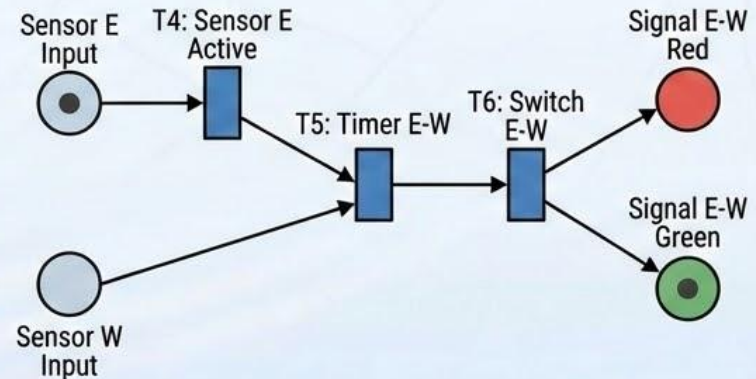 Sensor E
Input
T4: Sensor E
Active
T5: Timer E-W
T6: Switch
E-W
Signal E-W
Red
Signal E-W
Green
Sensor W
Input